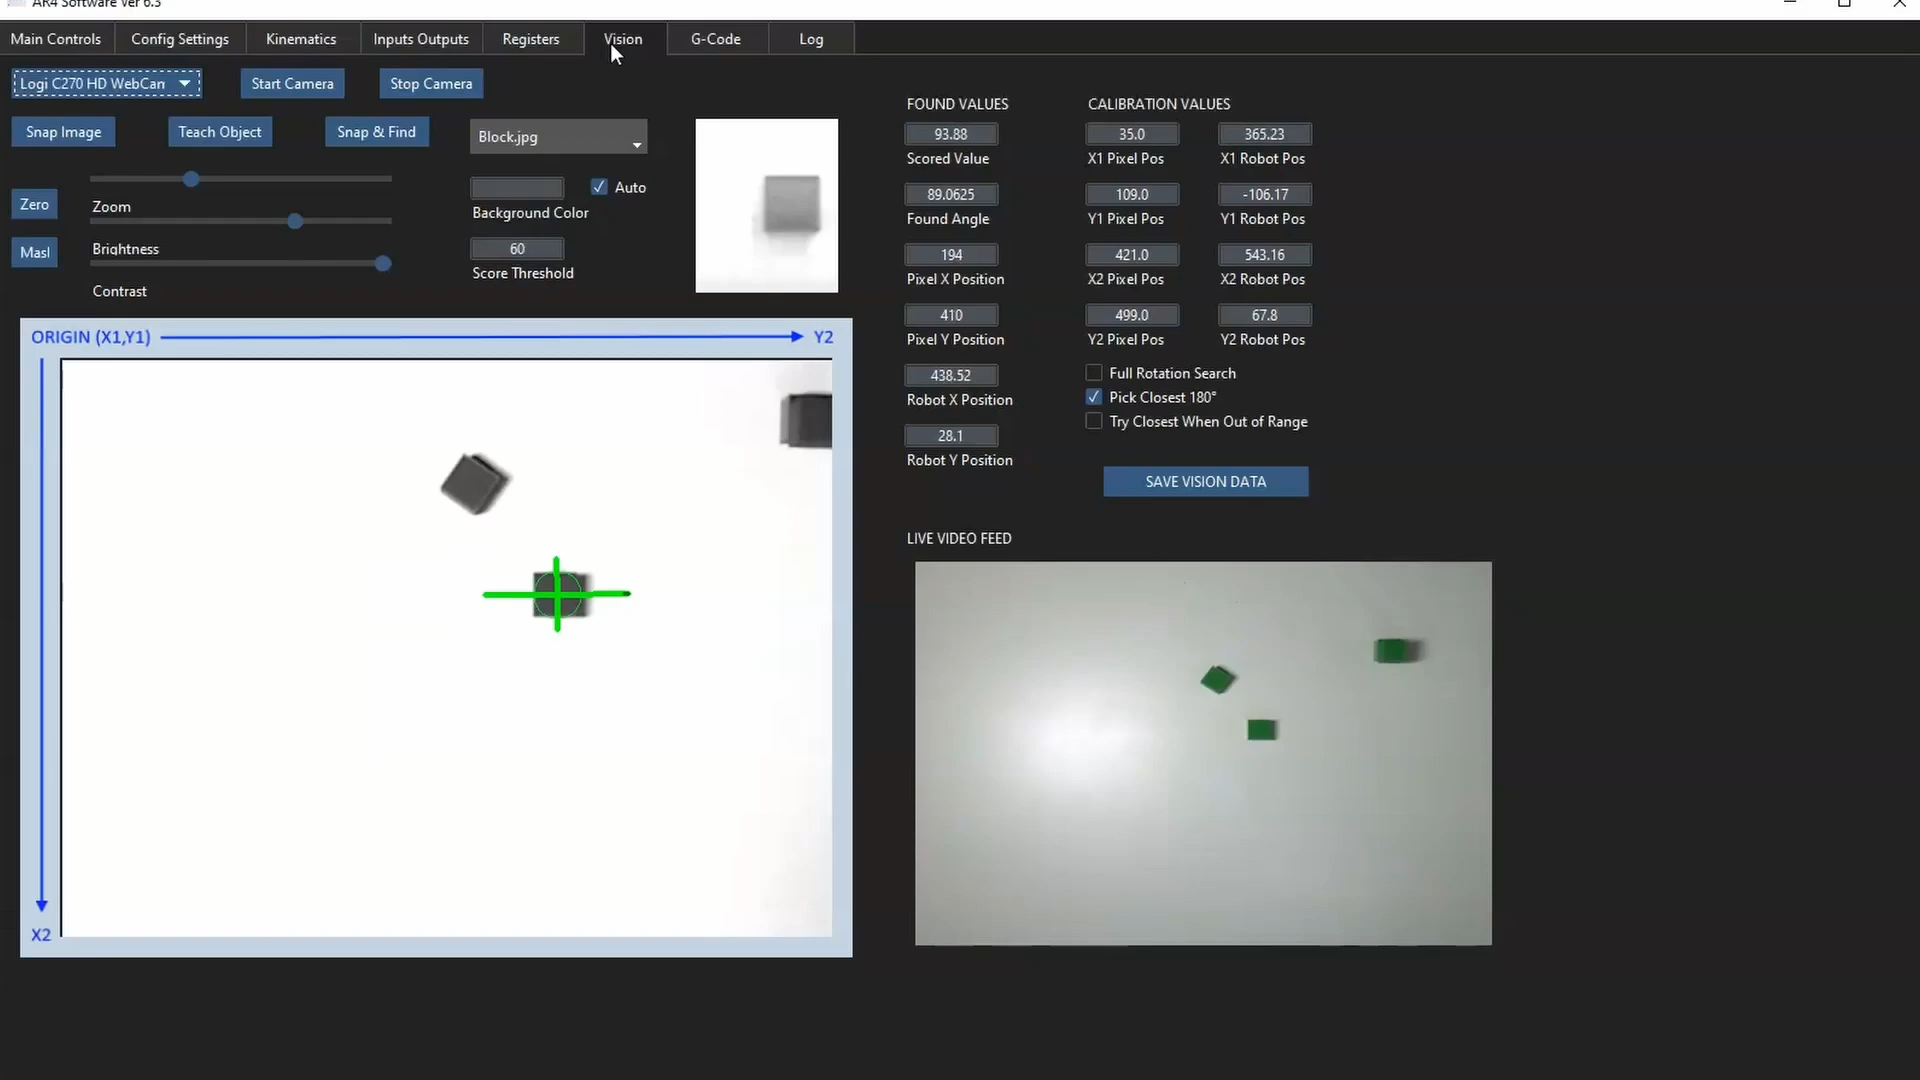 AR4 Software Ver 6.3
Main Controls Config Settings Kinematics Inputs Outputs Registers Vision G-Code Log
Logi C270 HD WebCan Start Camera Stop Camera
Snap Image Teach Object Snap & Find Block.jpg
Zero
Zoom
Auto
Background Color
Masl
Brightness
60
Score Threshold
Contrast
ORIGIN (X1,Y1) Y2
X2
FOUND VALUES
93.88
Scored Value
89.0625
Found Angle
194
Pixel X Position
410
Pixel Y Position
438.52
Robot X Position
28.1
Robot Y Position
CALIBRATION VALUES
35.0 365.23
X1 Pixel Pos X1 Robot Pos
109.0 -106.17
Y1 Pixel Pos Y1 Robot Pos
421.0 543.16
X2 Pixel Pos X2 Robot Pos
499.0 67.8
Y2 Pixel Pos Y2 Robot Pos
Full Rotation Search
Pick Closest 180°
Try Closest When Out of Range
SAVE VISION DATA
LIVE VIDEO FEED